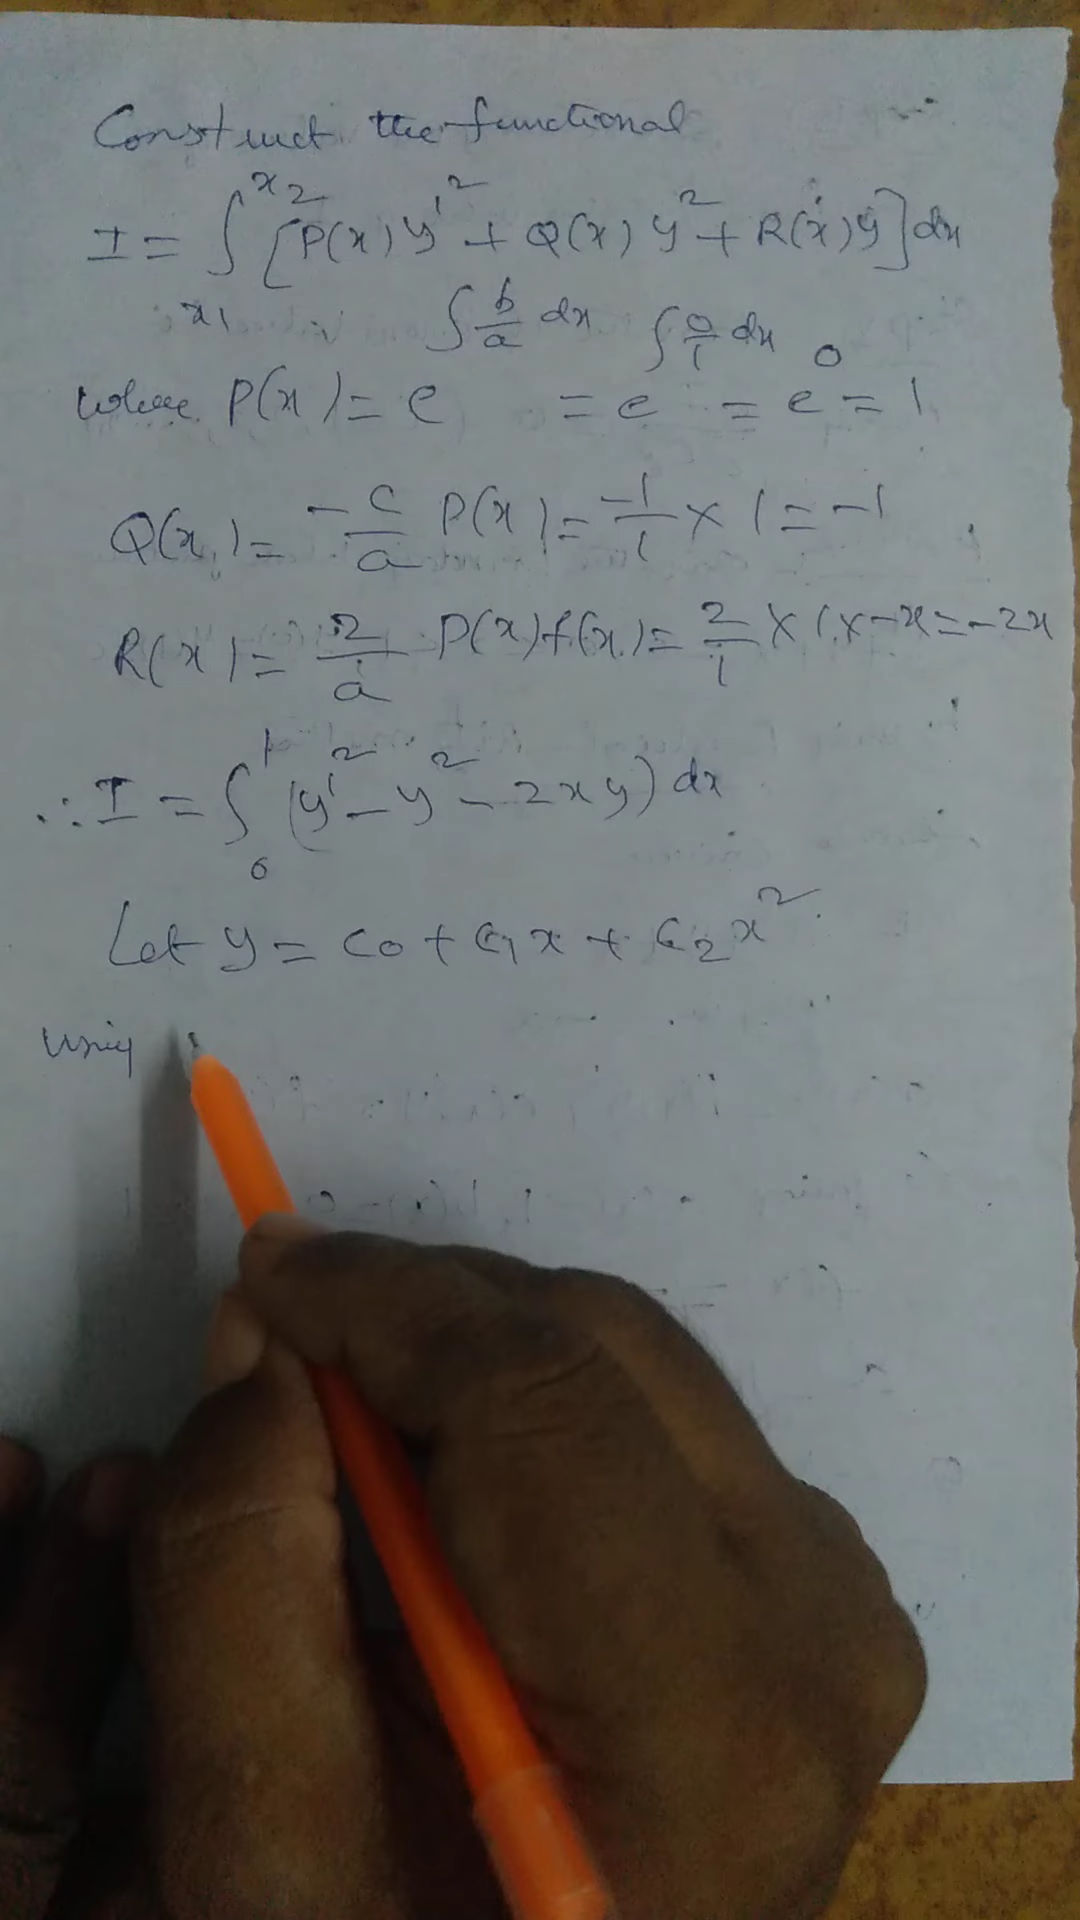 Construct the functional
I = ∫_{x1}^{x2} [P(x) y'^2 + Q(x) y^2 + R(x) y] dx
where P(x) = e^{∫ b/a dx} = e^{∫ 0/1 dx} = e^0 = 1
Q(x) = -c/a P(x) = -1/1 × 1 = -1
R(x) = 2/a P(x) f(x) = 2/1 × 1 × -x = -2x
∴ I = ∫_0^1 (y'^2 - y^2 - 2xy) dx
Let y = c0 + c1x + c2x^2.
using